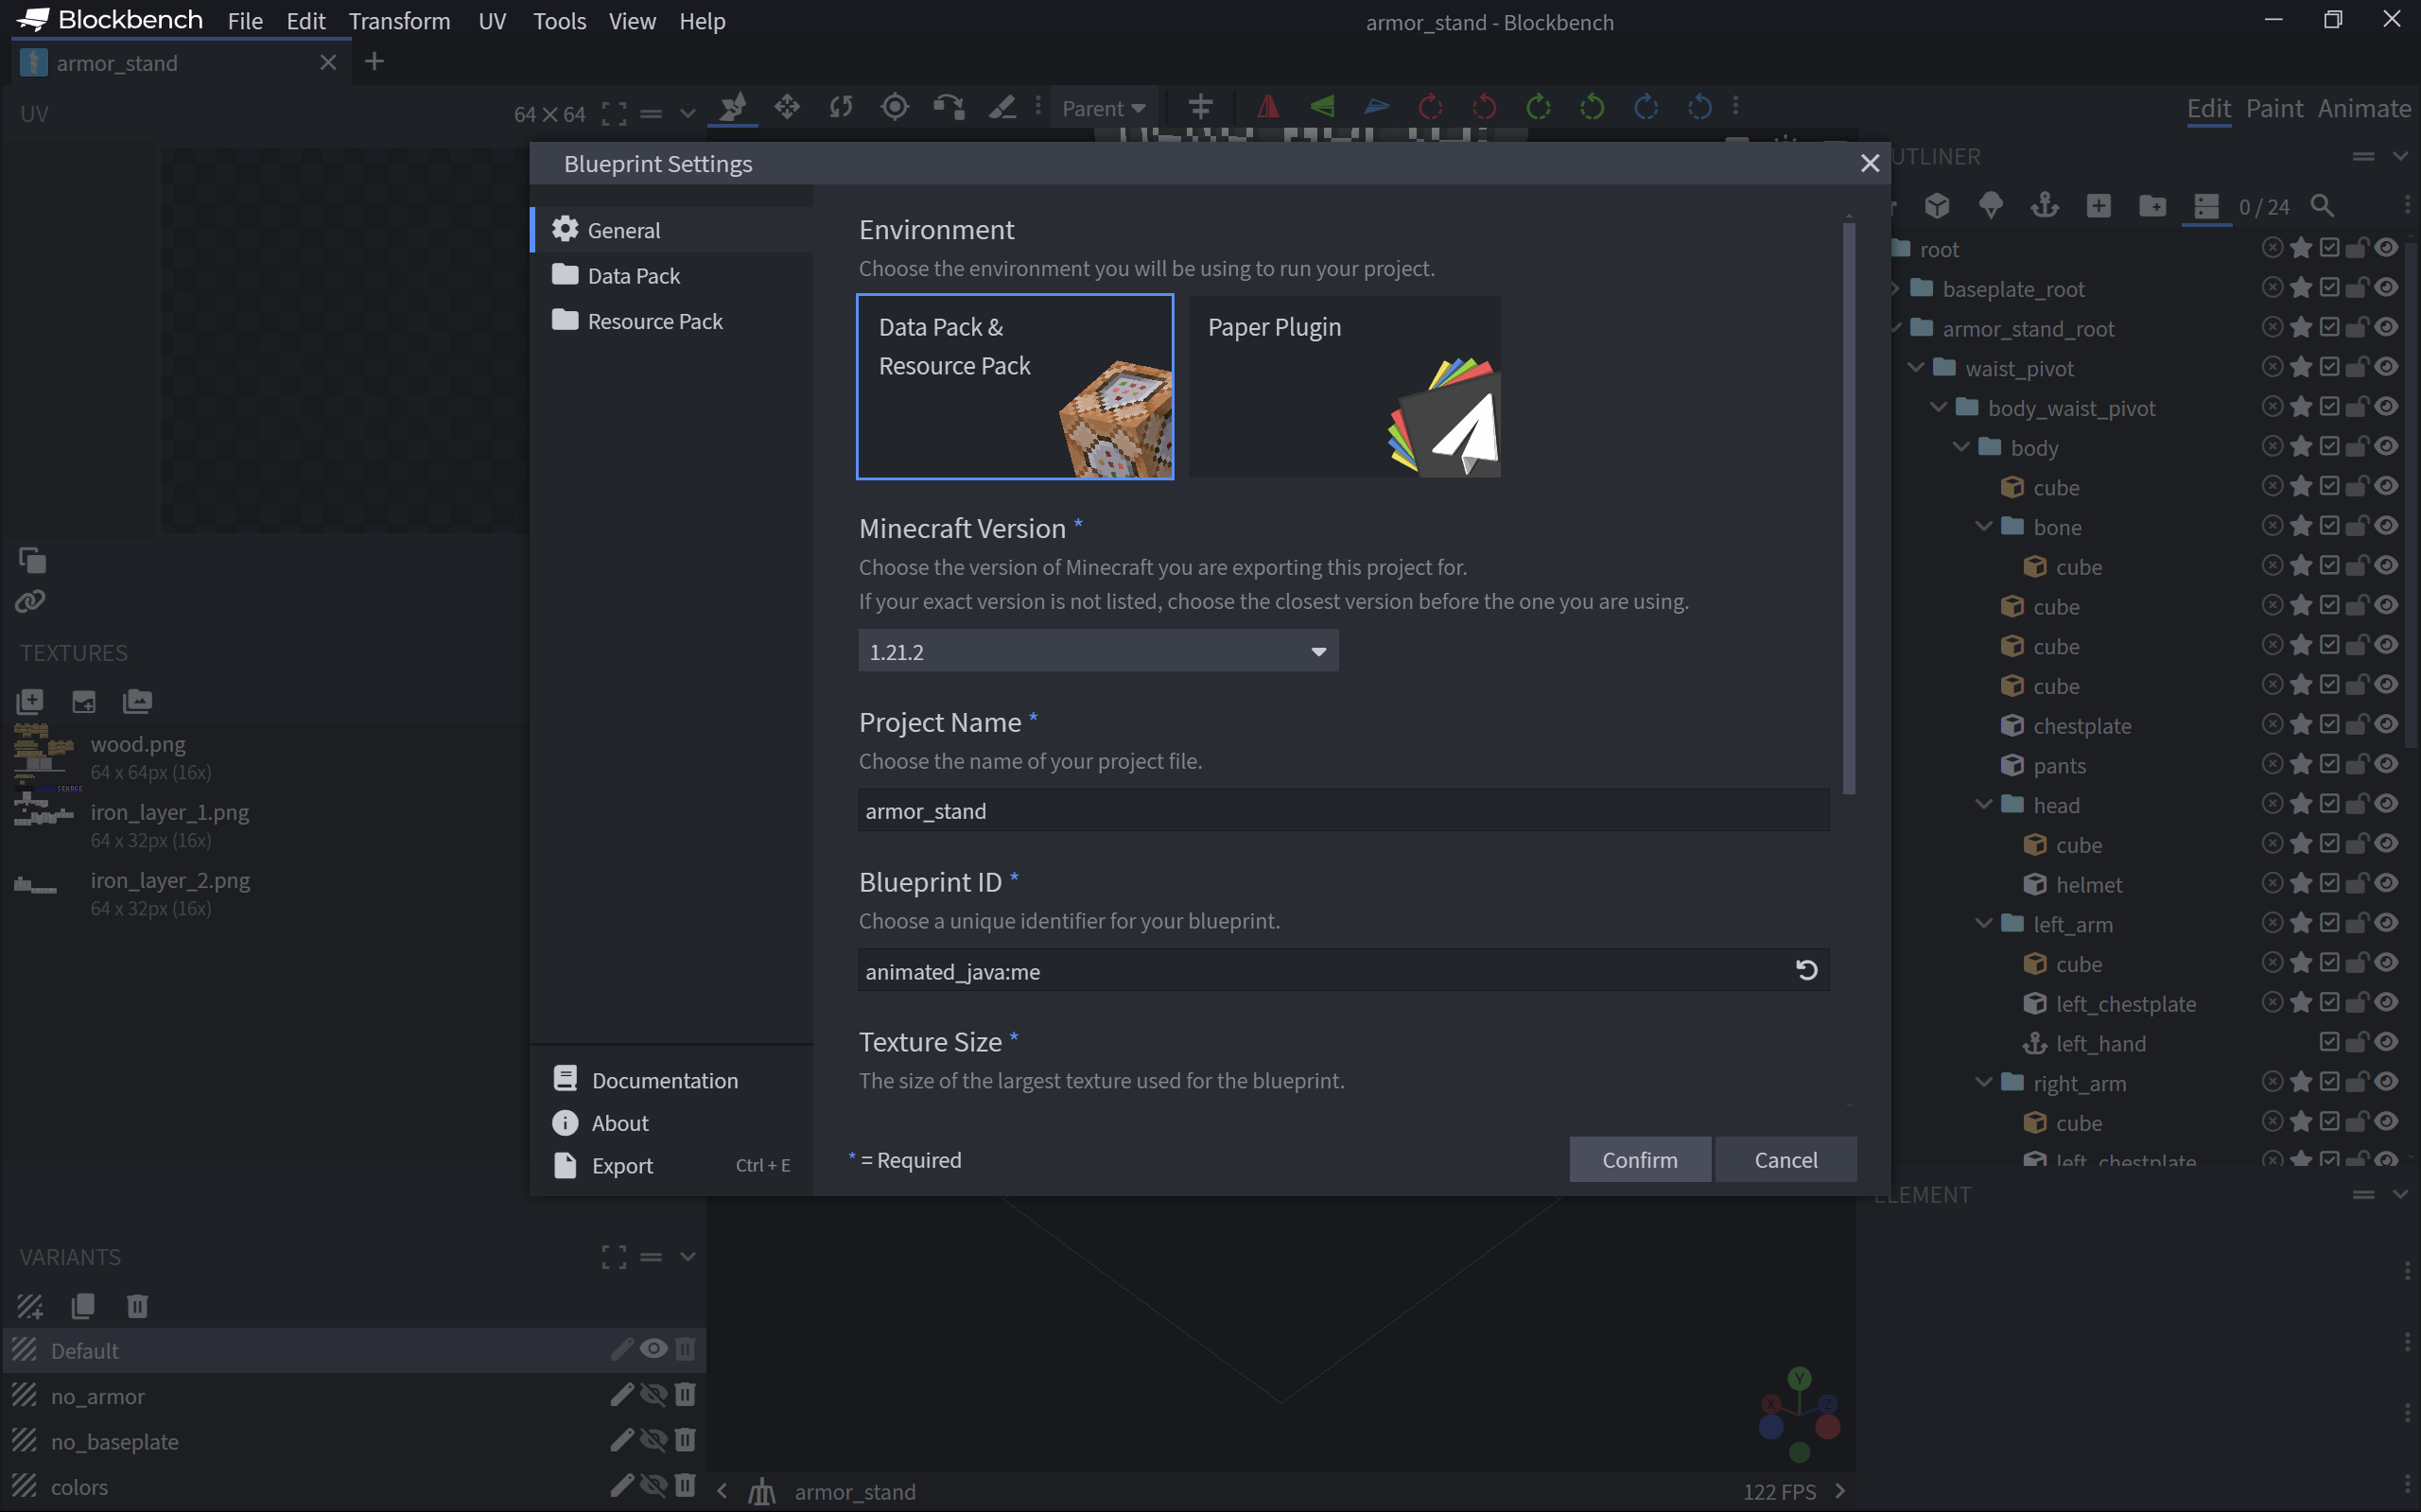 Blockbench File Edit Transform UV Tools View Help
armor_stand - Blockbench
armor_stand
UV
64 × 64
Parent
Edit Paint Animate
Blueprint Settings
General
Data Pack
Resource Pack
Documentation
About
Export Ctrl + E
Environment
Choose the environment you will be using to run your project.
Data Pack &
Resource Pack
Paper Plugin
Minecraft Version *
Choose the version of Minecraft you are exporting this project for.
If your exact version is not listed, choose the closest version before the one you are using.
1.21.2
Project Name *
Choose the name of your project file.
armor_stand
Blueprint ID *
Choose a unique identifier for your blueprint.
animated_java:me
Texture Size *
The size of the largest texture used for the blueprint.
* = Required
Confirm
Cancel
TEXTURES
wood.png
64 x 64px (16x)
iron_layer_1.png
64 x 32px (16x)
iron_layer_2.png
64 x 32px (16x)
VARIANTS
Default
no_armor
no_baseplate
colors
UTLINER
0 / 24
root
baseplate_root
armor_stand_root
waist_pivot
body_waist_pivot
body
cube
bone
cube
cube
cube
cube
chestplate
pants
head
cube
helmet
left_arm
cube
left_chestplate
left_hand
right_arm
cube
left_chestplate
ELEMENT
Y
X
Z
armor_stand
122 FPS